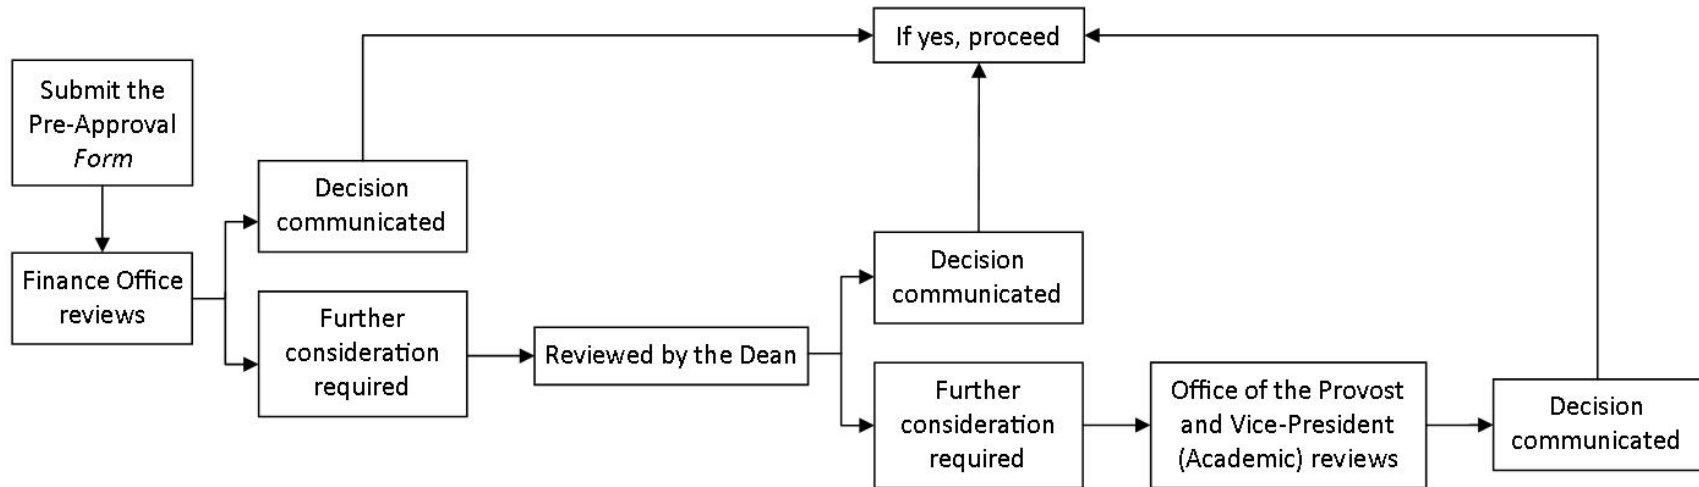 If yes, proceed
Submit the
Pre-Approval
Form
Decision
communicated
Finance Office
reviews
Further
consideration
required
Reviewed by the Dean
Decision
communicated
Further
consideration
required
Office of the Provost
and Vice-President
(Academic) reviews
Decision
communicated